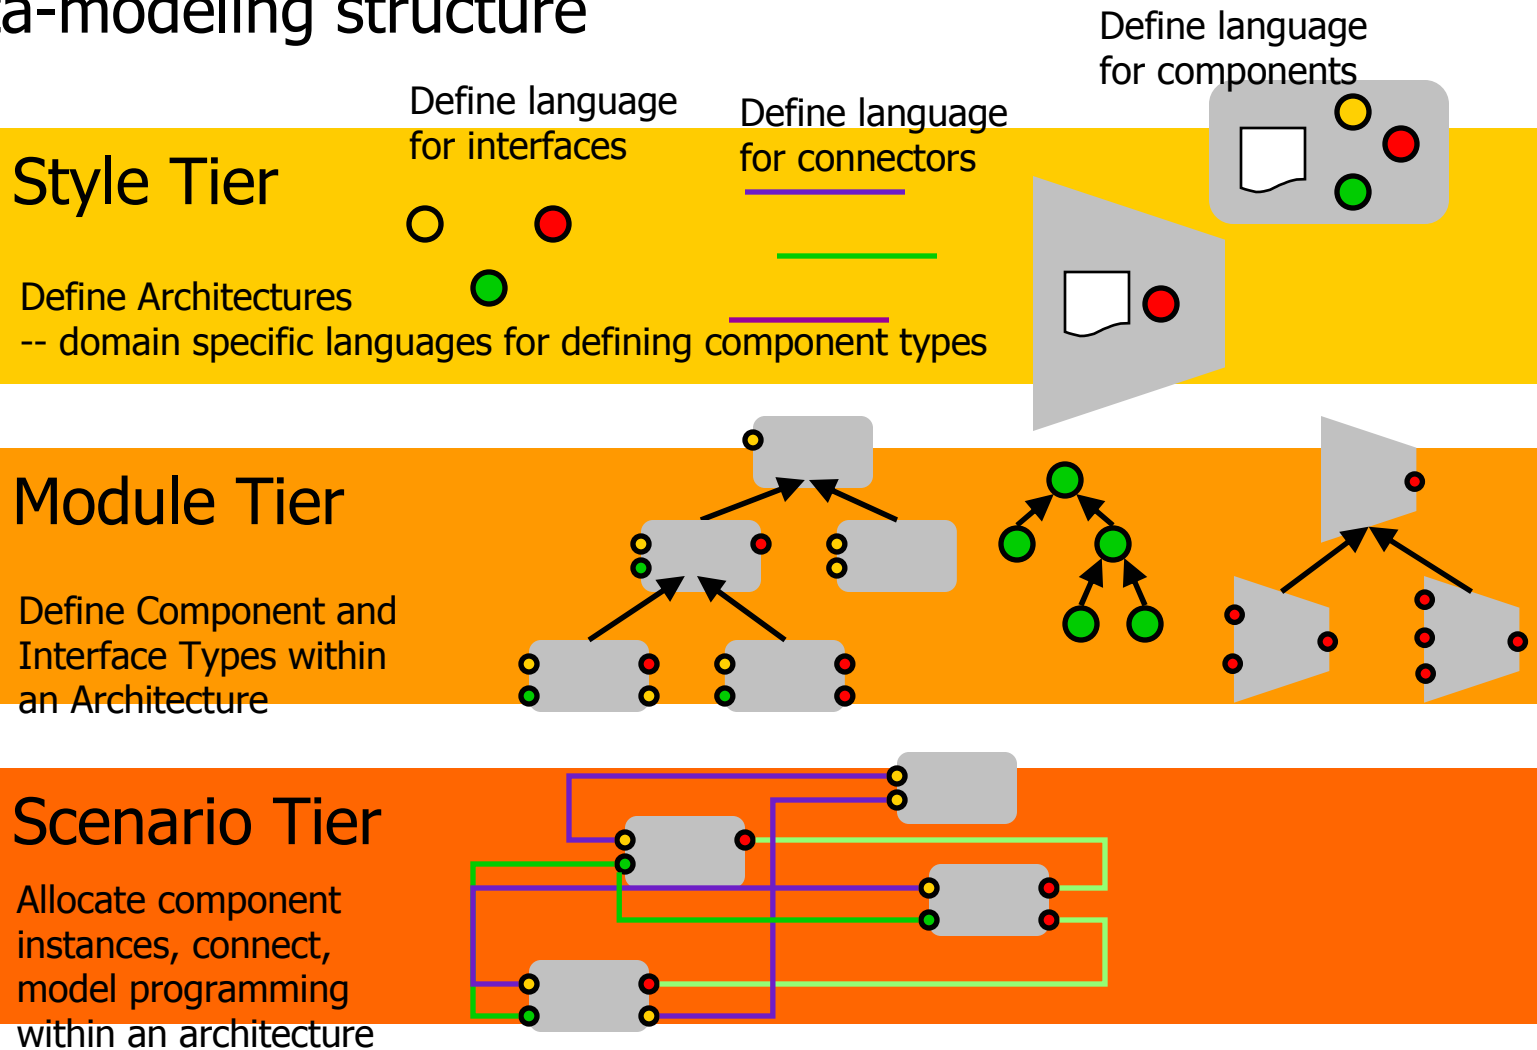 ta-modeling structure
Define language
for components
Define language
for interfaces
Define language
for connectors
Style Tier
Define Architectures
-- domain specific languages for defining component types
Module Tier
Define Component and
Interface Types within
an Architecture
Scenario Tier
Allocate component
instances, connect,
model programming
within an architecture